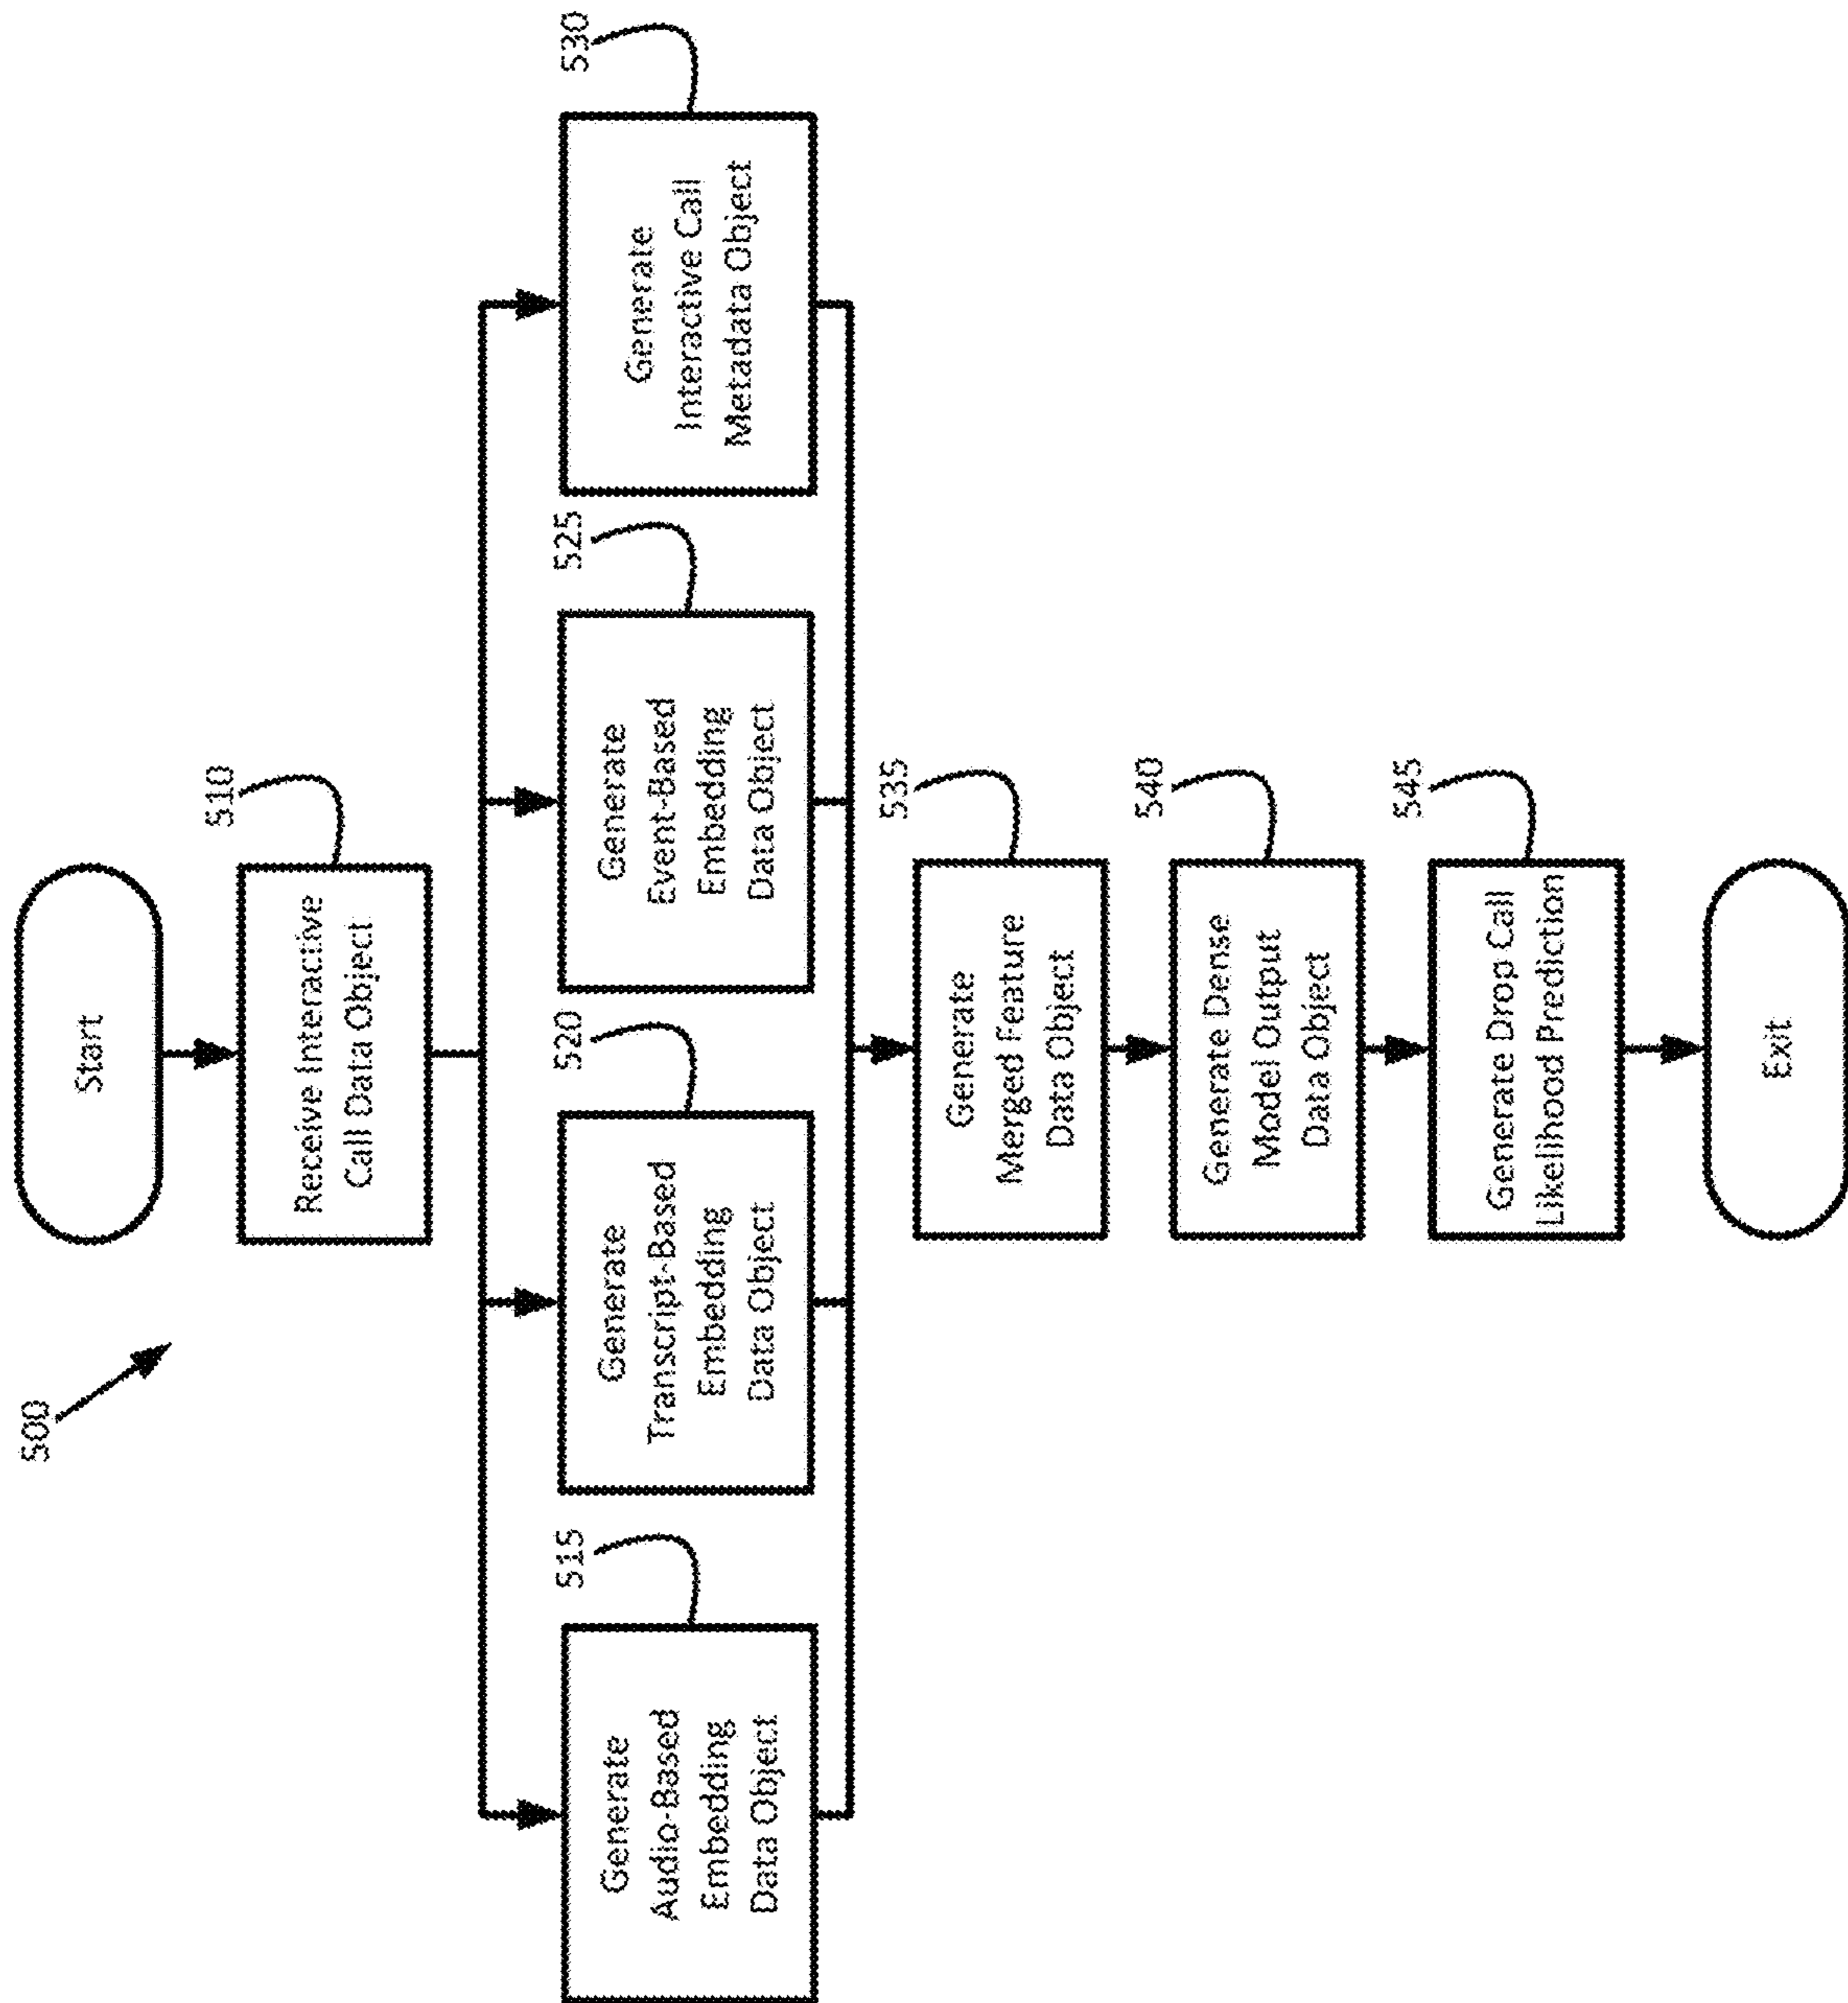 500
Start
510
Receive Interactive
Call Data Object
515
Generate
Audio-Based
Embedding
Data Object
520
Generate
Transcript-Based
Embedding
Data Object
525
Generate
Event-Based
Embedding
Data Object
530
Generate
Interactive Call
Metadata Object
535
Generate
Merged Feature
Data Object
540
Generate Dense
Model Output
Data Object
545
Generate Drop Call
Likelihood Prediction
Exit